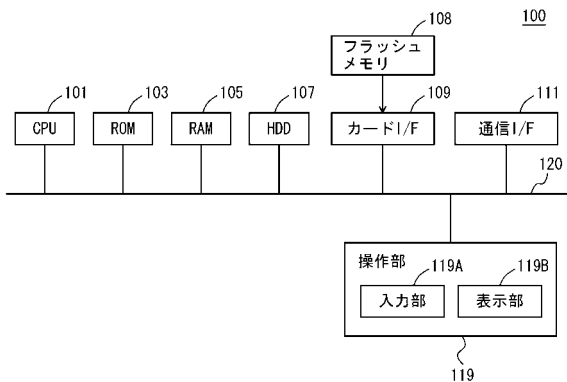 100
108
フラッシュ
メモリ
101
103
105
107
109
111
CPU
ROM
RAM
HDD
カードI/F
通信I/F
120
操作部
119A
119B
入力部
表示部
119